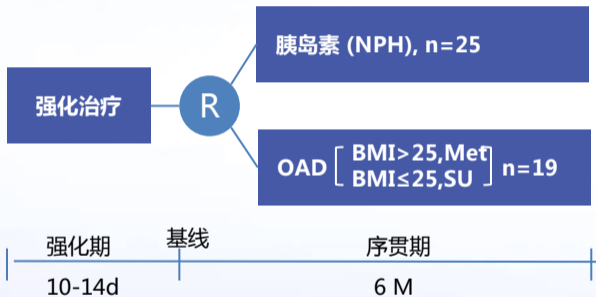 胰岛素 (NPH), n=25
强化治疗
R
OAD
BMI>25,Met
BMI≤25,SU
n=19
强化期
基线
序贯期
10-14d
6 M